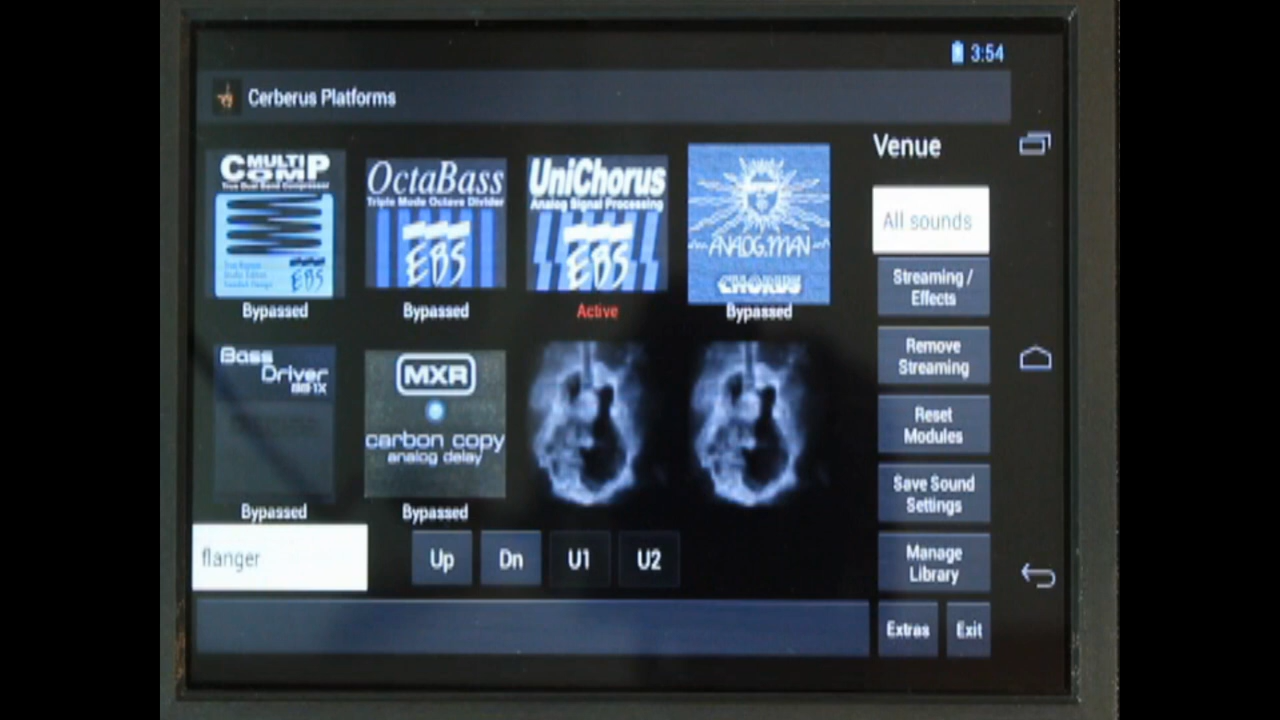 3:54
Cerberus Platforms
Venue
MULTI
COMP
True Dual Band Compressor
EBS
Bypassed
OctaBass
Triple Mode Octave Divider
EBS
Bypassed
UniChorus
Analog Signal Processing
EBS
Active
ANALOG.MAN
CHORUS
Bypassed
All sounds
Streaming /
Effects
Remove
Streaming
Reset
Modules
Save Sound
Settings
Manage
Library
Bass
Driver
Bypassed
MXR
carbon copy
analog delay
Bypassed
flanger
Up
Dn
U1
U2
Extras
Exit